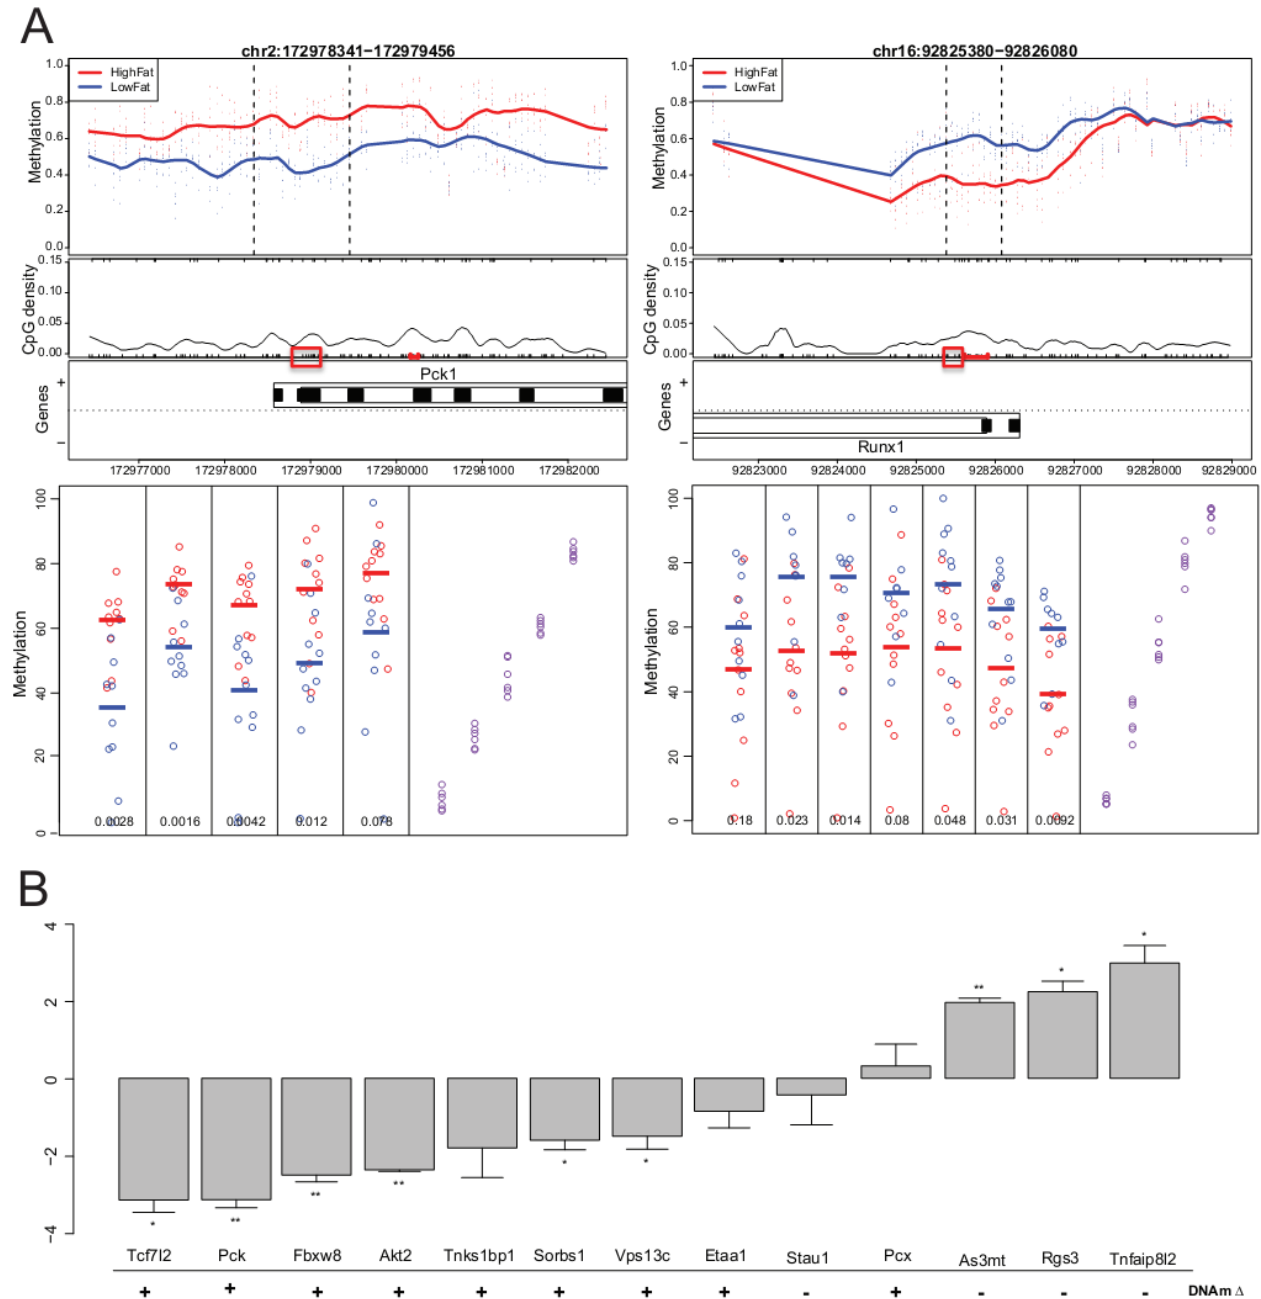 A
chr2:172978341−172979456
chr16:92825380−92826080
HighFat
LowFat
Methylation
1.0
0.8
0.6
0.4
0.2
0.0
HighFat
LowFat
Methylation
1.0
0.8
0.6
0.4
0.2
0.0
CpG density
0.15
0.10
0.05
0.00
CpG density
0.15
0.10
0.05
0.00
Genes
+
−
Pck1
Genes
+
−
Runx1
172977000 172978000 172979000 172980000 172981000 172982000
92823000 92824000 92825000 92826000 92827000 92828000 92829000
Methylation
100
80
60
40
20
0
0.0028 0.0016 0.0042 0.012 0.078
Methylation
100
80
60
40
20
0
0.18 0.023 0.014 0.08 0.048 0.031 0.0092
B
4
2
0
−2
−4
* ** ** ** * * ** * *
Tcf7l2 Pck Fbxw8 Akt2 Tnks1bp1 Sorbs1 Vps13c Etaa1 Stau1 Pcx As3mt Rgs3 Tnfaip8l2
+ + + + + + + + - + - - - DNAm Δ